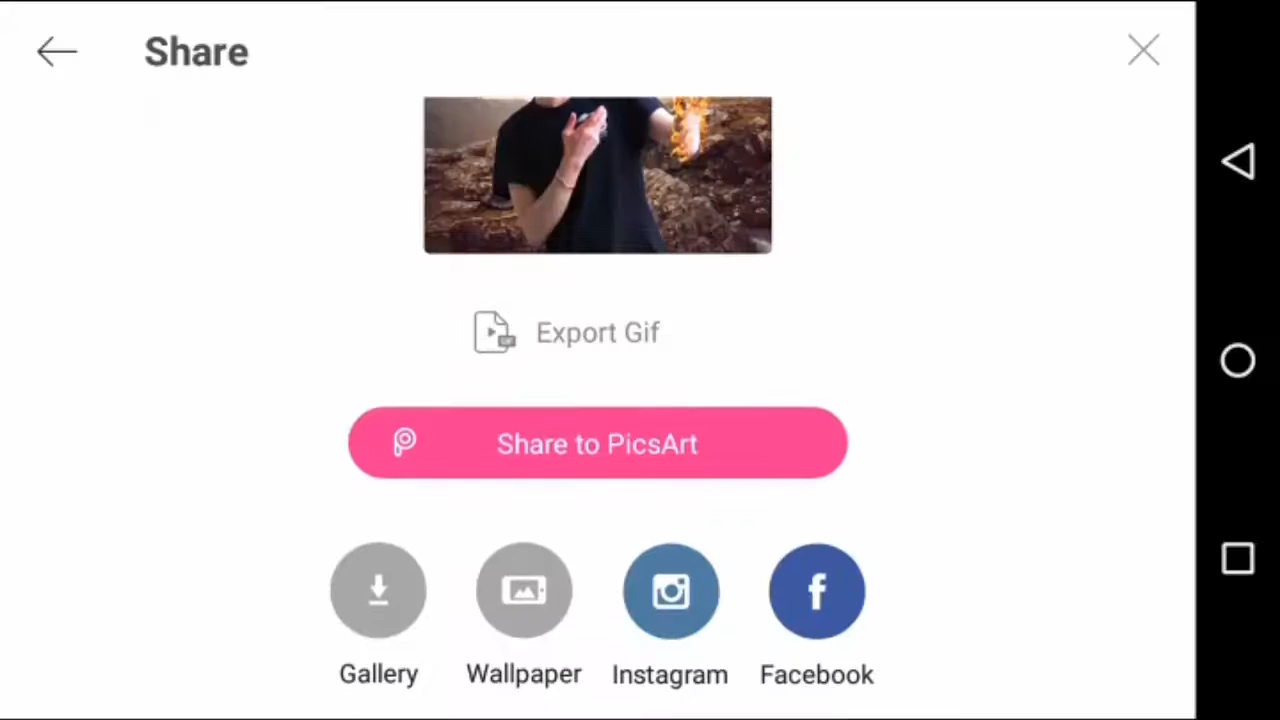 Share
Export Gif
Share to PicsArt
Gallery Wallpaper Instagram Facebook